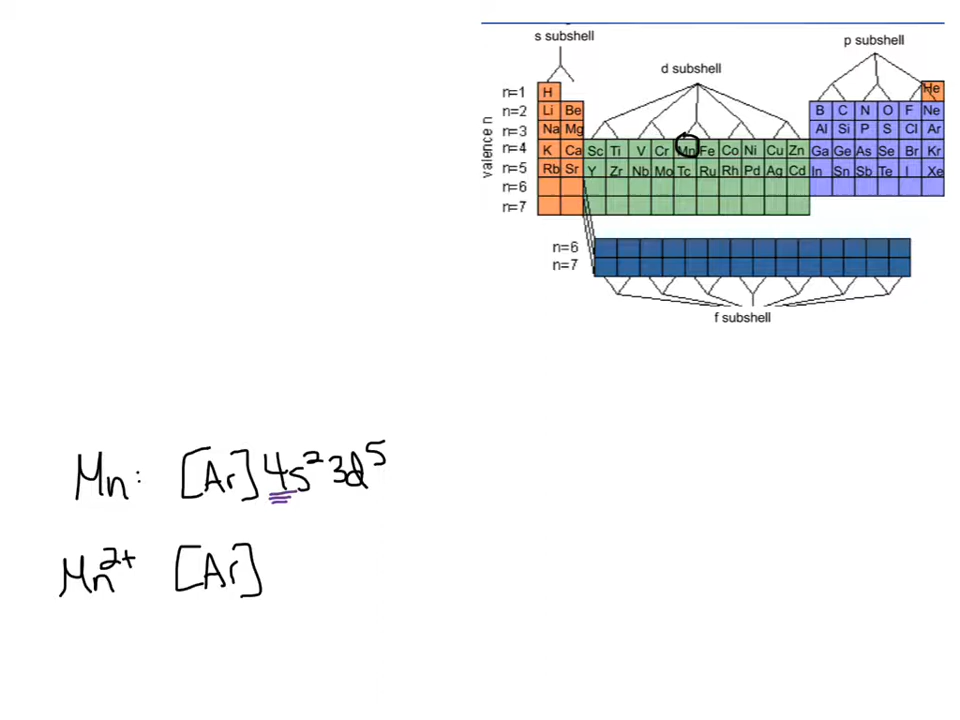 s subshell
p subshell
d subshell
valence n
n=1 H He
n=2 Li Be B C N O F Ne
n=3 Na Mg Al Si P S Cl Ar
n=4 K Ca Sc Ti V Cr Mn Fe Co Ni Cu Zn Ga Ge As Se Br Kr
n=5 Rb Sr Y Zr Nb Mo Tc Ru Rh Pd Ag Cd In Sn Sb Te I Xe
n=6
n=7
n=6
n=7
f subshell
Mn: [Ar] 4s² 3d⁵
Mn²⁺ [Ar]